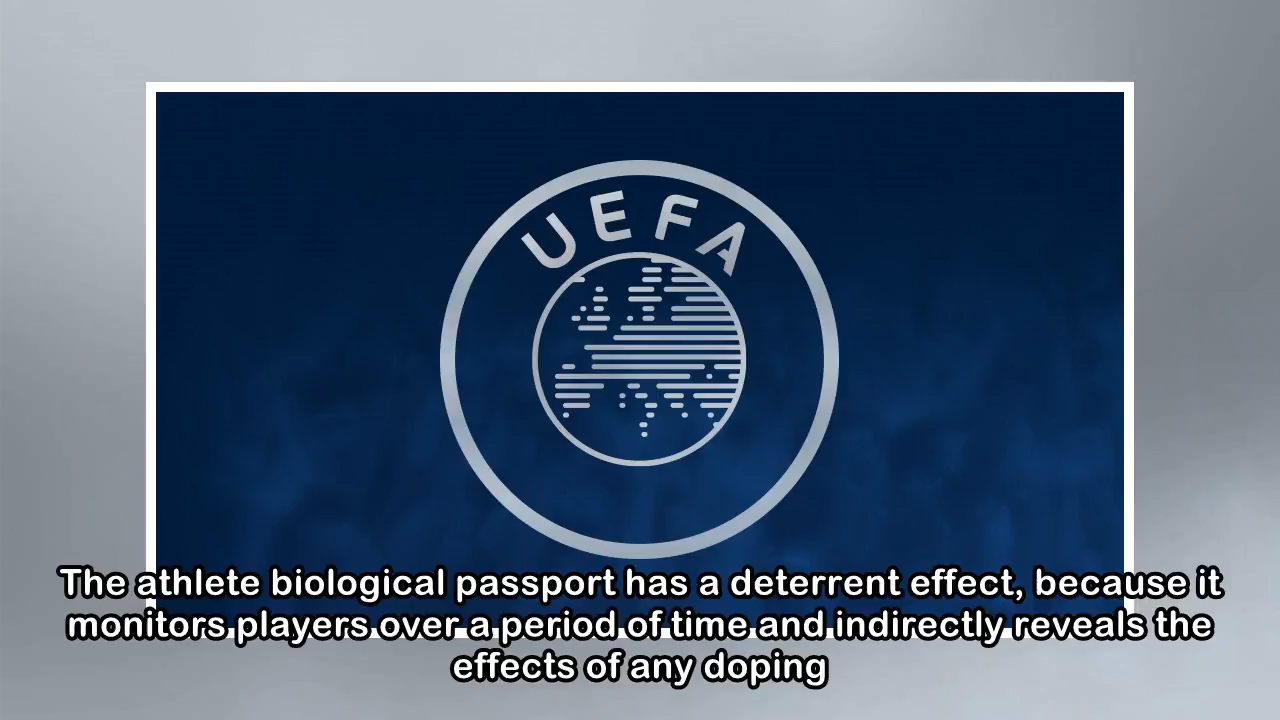 UEFA
The athlete biological passport has a deterrent effect, because it
monitors players over a period of time and indirectly reveals the
effects of any doping